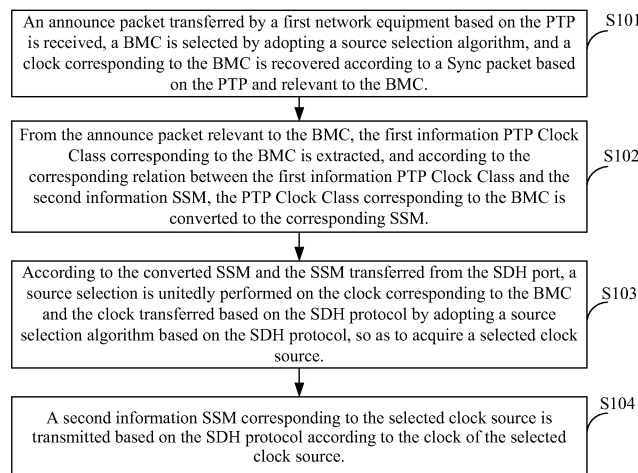 An announce packet transferred by a first network equipment based on the PTP
is received, a BMC is selected by adopting a source selection algorithm, and a
clock corresponding to the BMC is recovered according to a Sync packet based
on the PTP and relevant to the BMC.
S101
From the announce packet relevant to the BMC, the first information PTP Clock
Class corresponding to the BMC is extracted, and according to the
corresponding relation between the first information PTP Clock Class and the
second information SSM, the PTP Clock Class corresponding to the BMC is
converted to the corresponding SSM.
S102
According to the converted SSM and the SSM transferred from the SDH port, a
source selection is unitedly performed on the clock corresponding to the BMC
and the clock transferred based on the SDH protocol by adopting a source
selection algorithm based on the SDH protocol, so as to acquire a selected clock
source.
S103
A second information SSM corresponding to the selected clock source is
transmitted based on the SDH protocol according to the clock of the selected
clock source.
S104